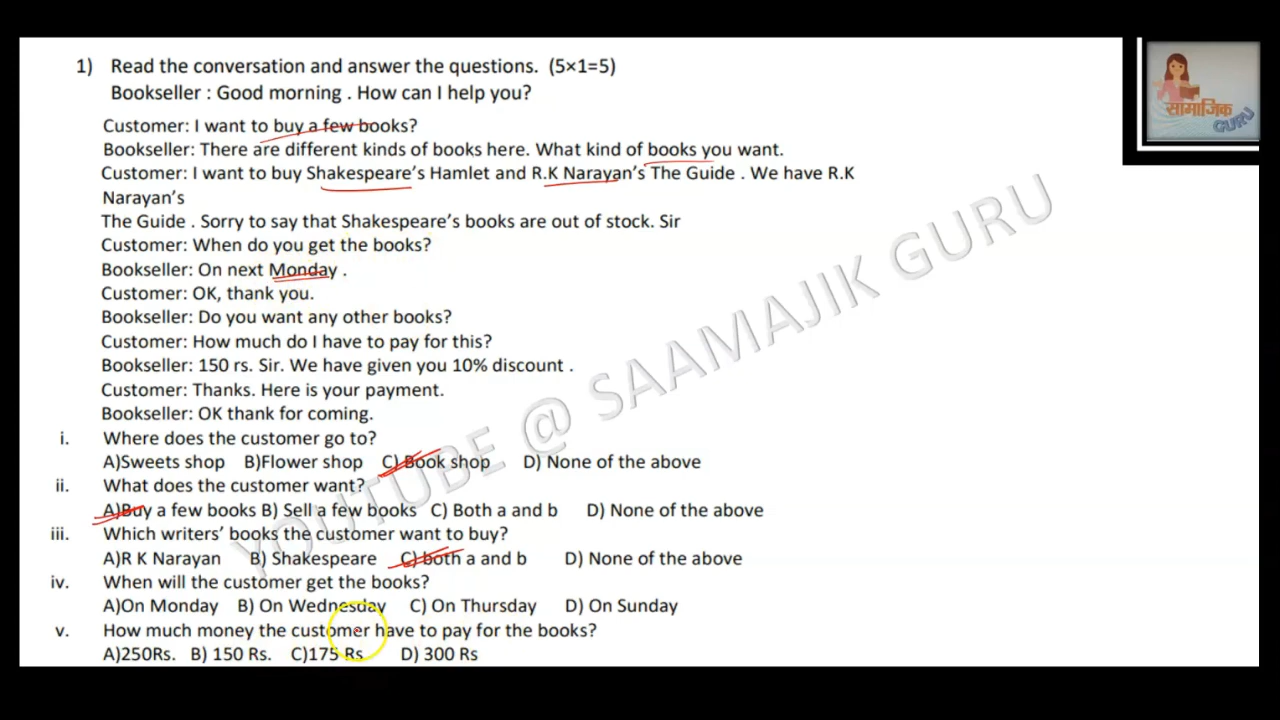 1) Read the conversation and answer the questions. (5×1=5)
Bookseller : Good morning . How can I help you?
Customer: I want to buy a few books?
Bookseller: There are different kinds of books here. What kind of books you want.
Customer: I want to buy Shakespeare's Hamlet and R.K Narayan's The Guide . We have R.K
Narayan's
The Guide . Sorry to say that Shakespeare's books are out of stock. Sir
Customer: When do you get the books?
Bookseller: On next Monday .
Customer: OK, thank you.
Bookseller: Do you want any other books?
Customer: How much do I have to pay for this?
Bookseller: 150 rs. Sir. We have given you 10% discount .
Customer: Thanks. Here is your payment.
Bookseller: OK thank for coming.
i. Where does the customer go to?
A)Sweets shop B)Flower shop C) Book shop D) None of the above
ii. What does the customer want?
A)Buy a few books B) Sell a few books C) Both a and b D) None of the above
iii. Which writers' books the customer want to buy?
A)R K Narayan B) Shakespeare C) both a and b D) None of the above
iv. When will the customer get the books?
A)On Monday B) On Wednesday C) On Thursday D) On Sunday
v. How much money the customer have to pay for the books?
A)250Rs. B) 150 Rs. C)175 Rs. D) 300 Rs
YOUTUBE @ SAAMAJIK GURU
सामाजिक
GURU